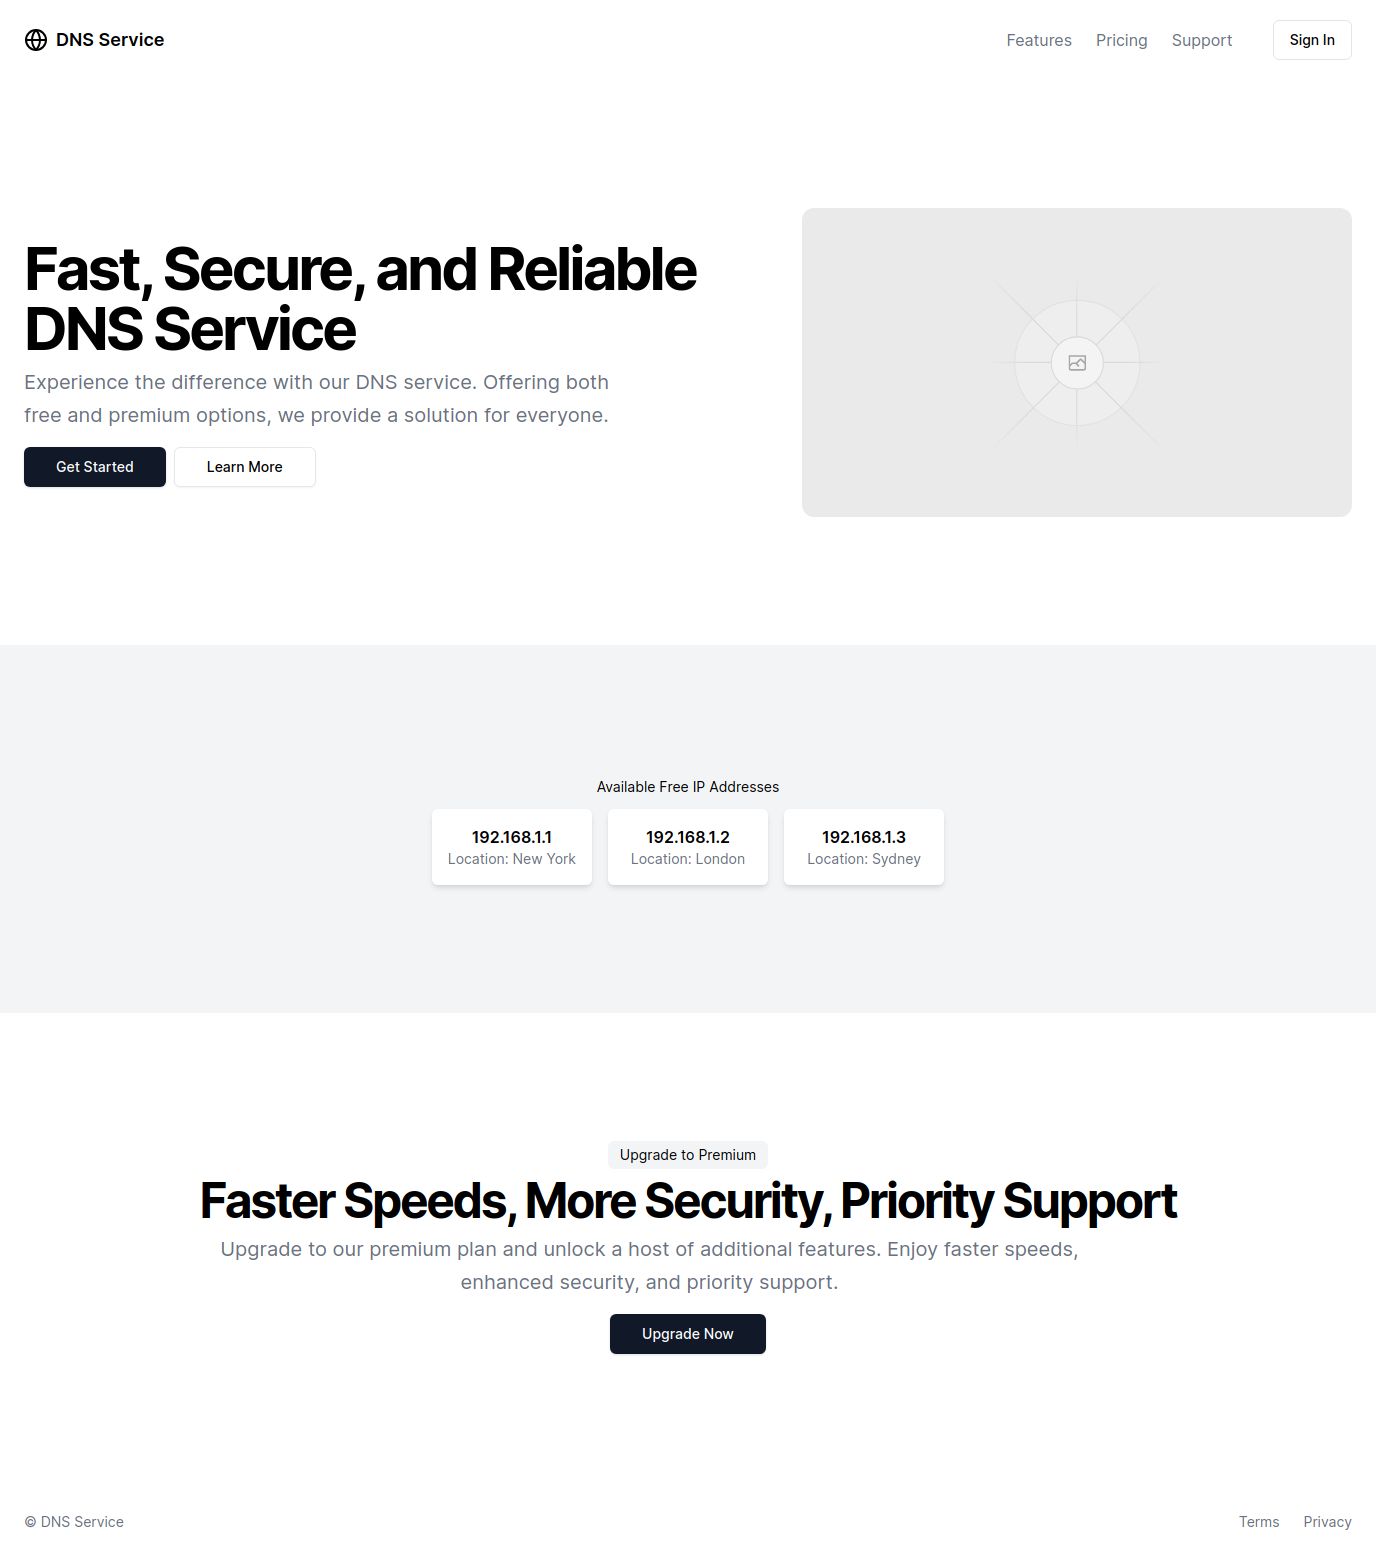 DNS Service
Features
Pricing
Support
Sign In
Fast, Secure, and Reliable
DNS Service
Experience the difference with our DNS service. Offering both
free and premium options, we provide a solution for everyone.
Get Started
Learn More
Available Free IP Addresses
192.168.1.1
Location: New York
192.168.1.2
Location: London
192.168.1.3
Location: Sydney
Upgrade to Premium
Faster Speeds, More Security, Priority Support
Upgrade to our premium plan and unlock a host of additional features. Enjoy faster speeds,
enhanced security, and priority support.
Upgrade Now
© DNS Service
Terms
Privacy